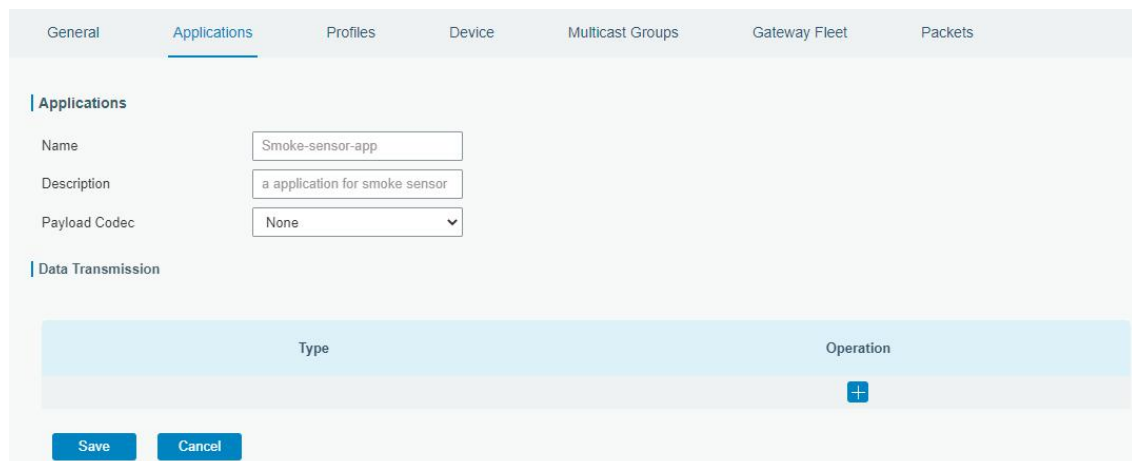 General Applications Profiles Device Multicast Groups Gateway Fleet Packets
Applications
Name Smoke-sensor-app
Description a application for smoke sensor
Payload Codec None
Data Transmission
Type Operation
Save Cancel